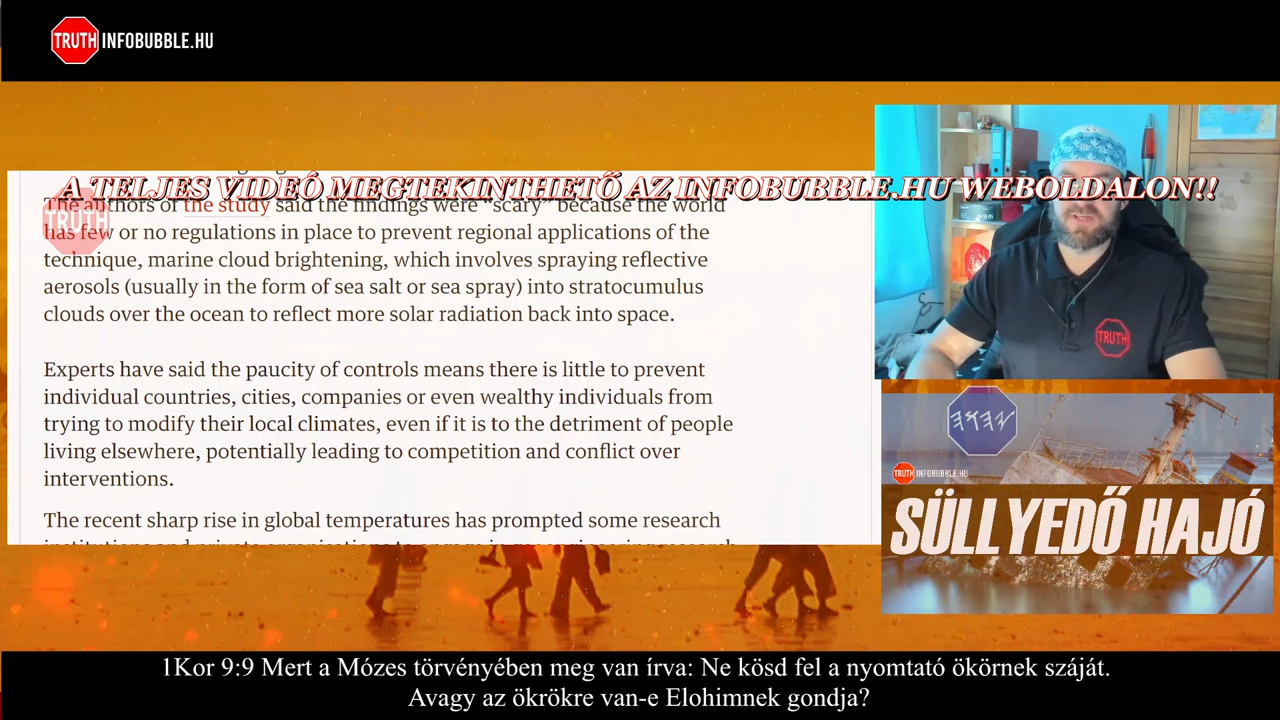 TRUTH INFOBUBBLE.HU
A TELJES VIDEÓ MEGTEKINTHETŐ AZ INFOBUBBLE.HU WEBOLDALON!!
TRUTH
The authors of the study said the findings were “scary” because the world
has few or no regulations in place to prevent regional applications of the
technique, marine cloud brightening, which involves spraying reflective
aerosols (usually in the form of sea salt or sea spray) into stratocumulus
clouds over the ocean to reflect more solar radiation back into space.
Experts have said the paucity of controls means there is little to prevent
individual countries, cities, companies or even wealthy individuals from
trying to modify their local climates, even if it is to the detriment of people
living elsewhere, potentially leading to competition and conflict over
interventions.
The recent sharp rise in global temperatures has prompted some research
TRUTH
TRUTH INFOBUBBLE.HU
SÜLLYEDŐ HAJÓ
1Kor 9:9 Mert a Mózes törvényében meg van írva: Ne kösd fel a nyomtató ökörnek száját.
Avagy az ökrökre van-e Elohimnek gondja?